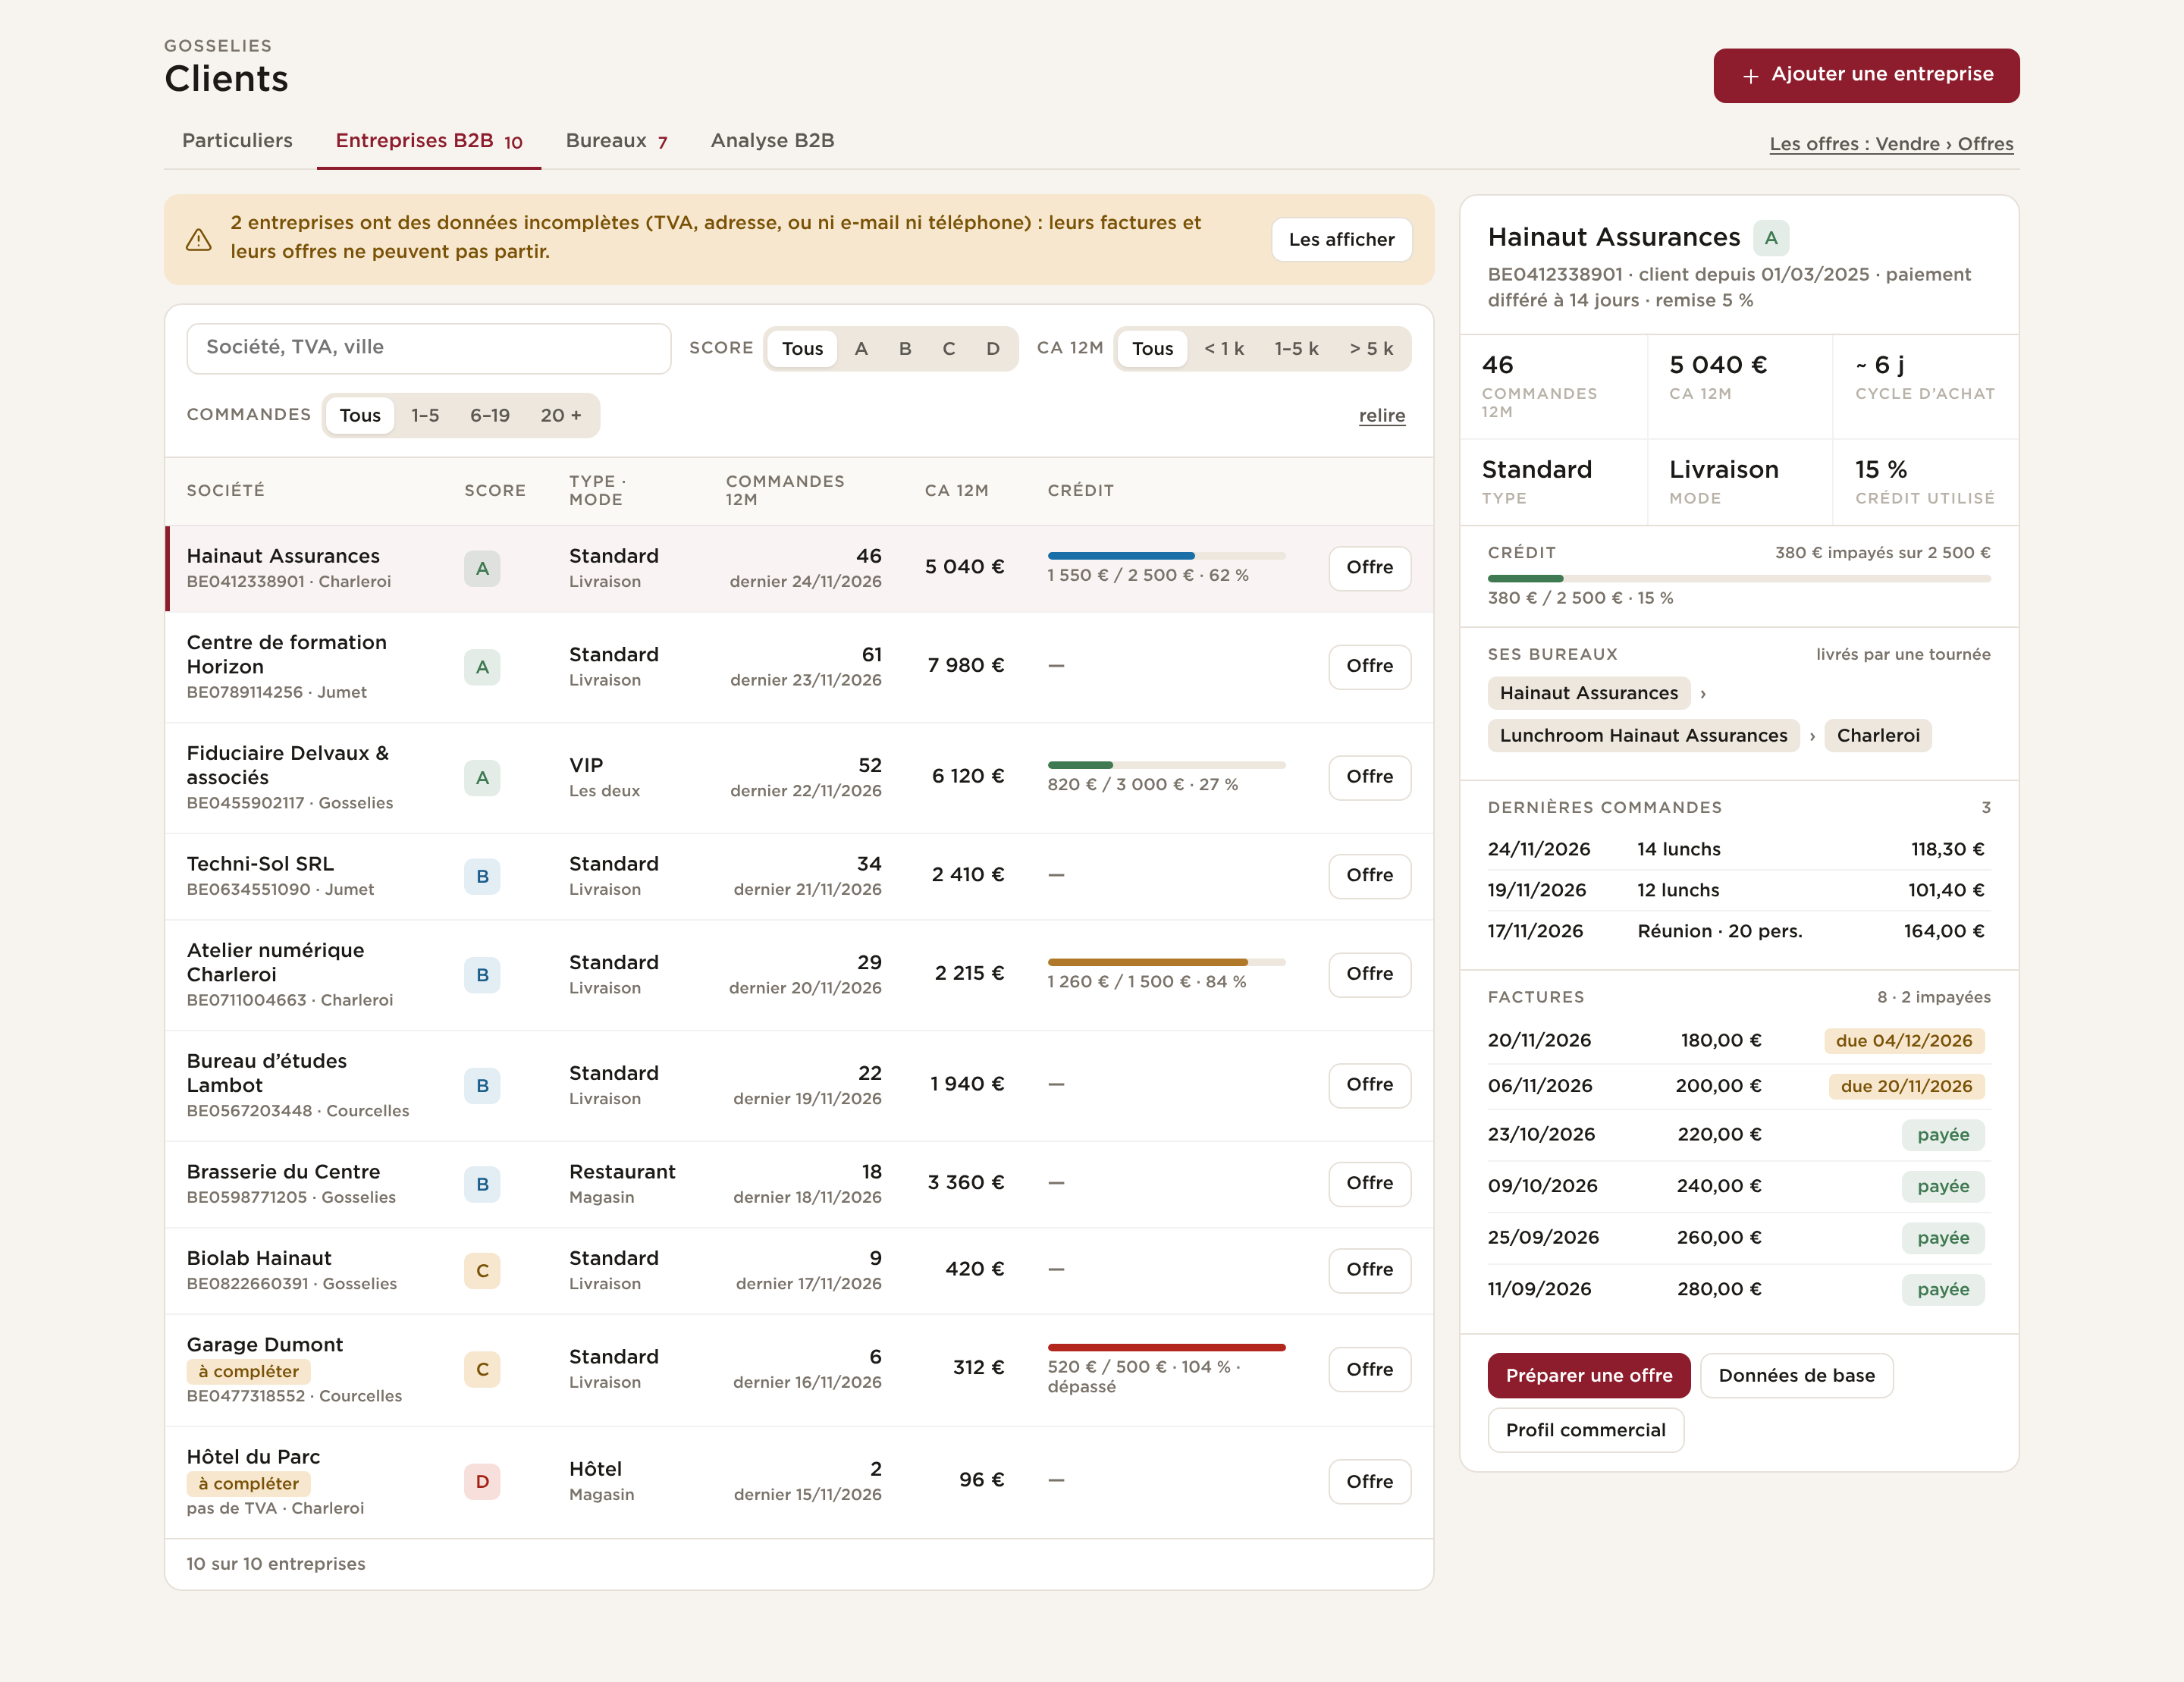 GOSSELIES
Clients
+ Ajouter une entreprise
Particuliers
Entreprises B2B 10
Bureaux 7
Analyse B2B
Les offres : Vendre › Offres
2 entreprises ont des données incomplètes (TVA, adresse, ou ni e-mail ni téléphone) : leurs factures et
leurs offres ne peuvent pas partir.
Les afficher
Société, TVA, ville
SCORE Tous A B C D
CA 12M Tous < 1 k 1–5 k > 5 k
COMMANDES Tous 1–5 6–19 20 +
relire
SOCIÉTÉ SCORE TYPE · MODE COMMANDES 12M CA 12M CRÉDIT
Hainaut Assurances
BE0412338901 · Charleroi
A
Standard
Livraison
46
dernier 24/11/2026
5 040 €
1 550 € / 2 500 € · 62 %
Offre
Centre de formation
Horizon
BE0789114256 · Jumet
A
Standard
Livraison
61
dernier 23/11/2026
7 980 €
—
Offre
Fiduciaire Delvaux &
associés
BE0455902117 · Gosselies
A
VIP
Les deux
52
dernier 22/11/2026
6 120 €
820 € / 3 000 € · 27 %
Offre
Techni-Sol SRL
BE0634551090 · Jumet
B
Standard
Livraison
34
dernier 21/11/2026
2 410 €
—
Offre
Atelier numérique
Charleroi
BE0711004663 · Charleroi
B
Standard
Livraison
29
dernier 20/11/2026
2 215 €
1 260 € / 1 500 € · 84 %
Offre
Bureau d’études
Lambot
BE0567203448 · Courcelles
B
Standard
Livraison
22
dernier 19/11/2026
1 940 €
—
Offre
Brasserie du Centre
BE0598771205 · Gosselies
B
Restaurant
Magasin
18
dernier 18/11/2026
3 360 €
—
Offre
Biolab Hainaut
BE0822660391 · Gosselies
C
Standard
Livraison
9
dernier 17/11/2026
420 €
—
Offre
Garage Dumont
à compléter
BE0477318552 · Courcelles
C
Standard
Livraison
6
dernier 16/11/2026
312 €
520 € / 500 € · 104 % ·
dépassé
Offre
Hôtel du Parc
à compléter
pas de TVA · Charleroi
D
Hôtel
Magasin
2
dernier 15/11/2026
96 €
—
Offre
10 sur 10 entreprises
Hainaut Assurances A
BE0412338901 · client depuis 01/03/2025 · paiement
différé à 14 jours · remise 5 %
46
COMMANDES
12M
5 040 €
CA 12M
~ 6 j
CYCLE D’ACHAT
Standard
TYPE
Livraison
MODE
15 %
CRÉDIT UTILISÉ
CRÉDIT 380 € impayés sur 2 500 €
380 € / 2 500 € · 15 %
SES BUREAUX livrés par une tournée
Hainaut Assurances ›
Lunchroom Hainaut Assurances › Charleroi
DERNIÈRES COMMANDES 3
24/11/2026 14 lunchs 118,30 €
19/11/2026 12 lunchs 101,40 €
17/11/2026 Réunion · 20 pers. 164,00 €
FACTURES 8 · 2 impayées
20/11/2026 180,00 € due 04/12/2026
06/11/2026 200,00 € due 20/11/2026
23/10/2026 220,00 € payée
09/10/2026 240,00 € payée
25/09/2026 260,00 € payée
11/09/2026 280,00 € payée
Préparer une offre
Données de base
Profil commercial